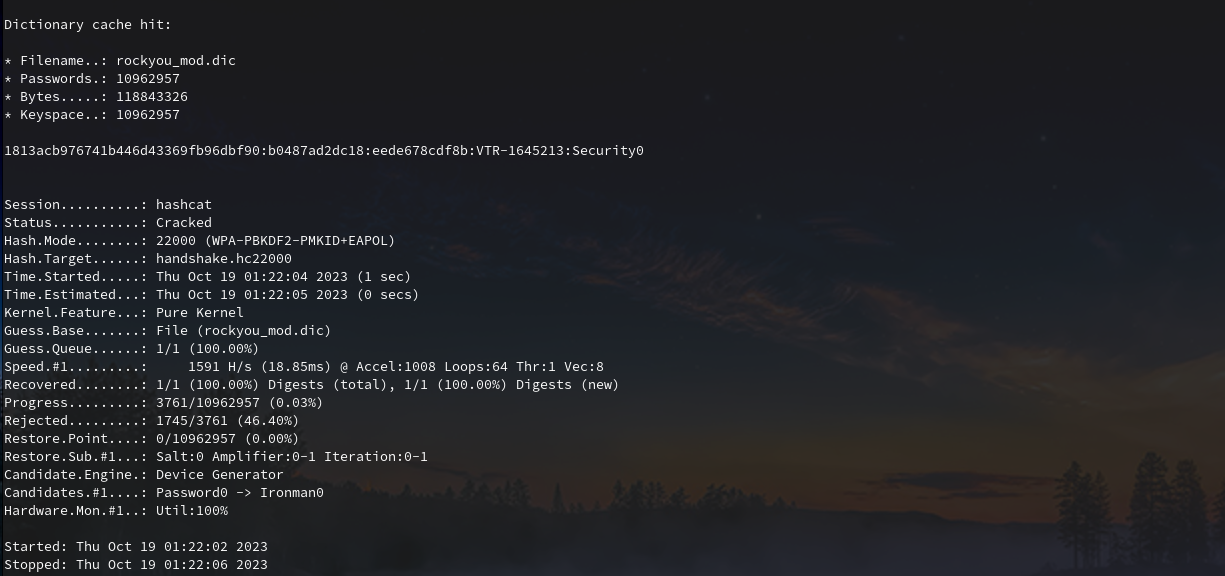 Dictionary cache hit:
* Filename..: rockyou_mod.dic
* Passwords.: 10962957
* Bytes.....: 118843326
* Keyspace..: 10962957
1813acb976741b446d43369fb96dbf90:b0487ad2dc18:eede678cdf8b:VTR-1645213:Security0
Session..........: hashcat
Status...........: Cracked
Hash.Mode........: 22000 (WPA-PBKDF2-PMKID+EAPOL)
Hash.Target......: handshake.hc22000
Time.Started.....: Thu Oct 19 01:22:04 2023 (1 sec)
Time.Estimated...: Thu Oct 19 01:22:05 2023 (0 secs)
Kernel.Feature...: Pure Kernel
Guess.Base.......: File (rockyou_mod.dic)
Guess.Queue......: 1/1 (100.00%)
Speed.#1.........:     1591 H/s (18.85ms) @ Accel:1008 Loops:64 Thr:1 Vec:8
Recovered........: 1/1 (100.00%) Digests (total), 1/1 (100.00%) Digests (new)
Progress.........: 3761/10962957 (0.03%)
Rejected.........: 1745/3761 (46.40%)
Restore.Point....: 0/10962957 (0.00%)
Restore.Sub.#1...: Salt:0 Amplifier:0-1 Iteration:0-1
Candidate.Engine.: Device Generator
Candidates.#1....: Password0 -> Ironman0
Hardware.Mon.#1..: Util:100%
Started: Thu Oct 19 01:22:02 2023
Stopped: Thu Oct 19 01:22:06 2023